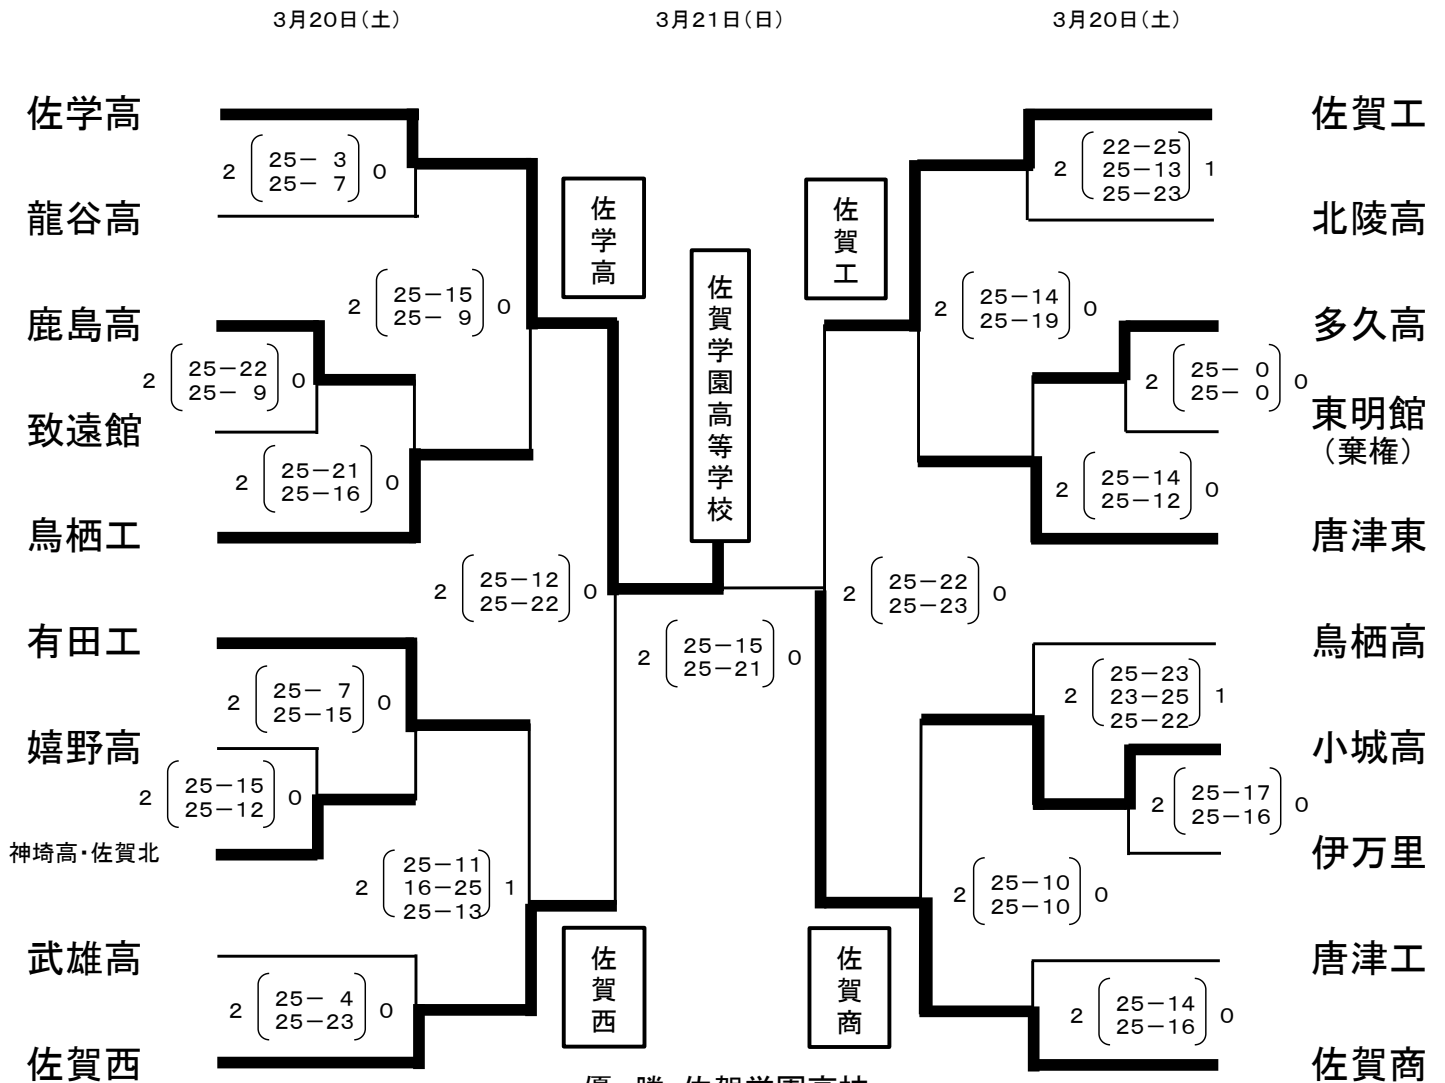 3月20日(土)
3月21日(日)
3月20日(土)
佐学高
龍谷高
鹿島高
致遠館
鳥栖工
有田工
嬉野高
神埼高・佐賀北
武雄高
佐賀西
2 25- 3 0
25- 7
2 25-15 0
25- 9
2 25-22 0
25- 9
2 25-21 0
25-16
2 25-12 0
25-22
2 25- 7 0
25-15
2 25-15 0
25-12
2 25-11 1
16-25
25-13
2 25- 4 0
25-23
佐学高
佐賀西
佐賀学園高等学校
2 25-15 0
25-21
佐賀工
佐賀商
2 22-25 1
25-13
25-23
2 25-14 0
25-19
2 25- 0 0
25- 0
2 25-14 0
25-12
2 25-22 0
25-23
2 25-23 1
23-25
25-22
2 25-17 0
25-16
2 25-10 0
25-10
2 25-14 0
25-16
佐賀工
北陵高
多久高
東明館
(棄権)
唐津東
鳥栖高
小城高
伊万里
唐津工
佐賀商